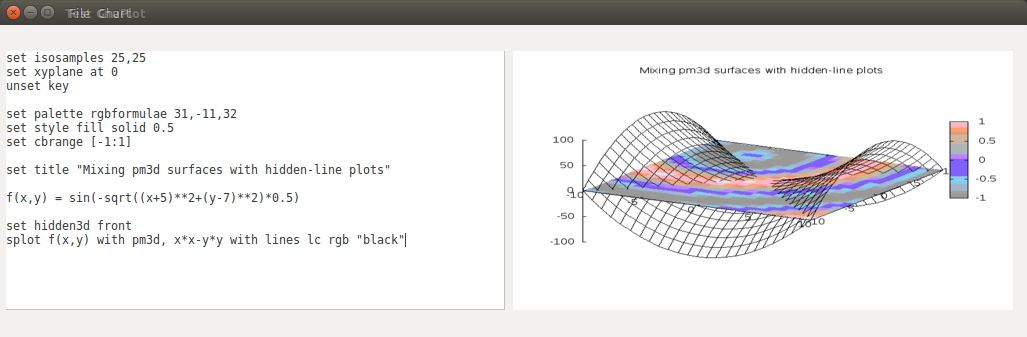 set isosamples 25,25
set xyplane at 0
unset key
set palette rgbformulae 31,-11,32
set style fill solid 0.5
set cbrange [-1:1]
set title "Mixing pm3d surfaces with hidden-line plots"
f(x,y) = sin(-sqrt((x+5)**2+(y-7)**2)*0.5)
set hidden3d front
splot f(x,y) with pm3d, x*x-y*y with lines lc rgb "black"
Mixing pm3d surfaces with hidden-line plots
100
50
0
-50
-100
-10
-5
0
5
10
-10
-5
0
5
1
0.5
0
-0.5
-1